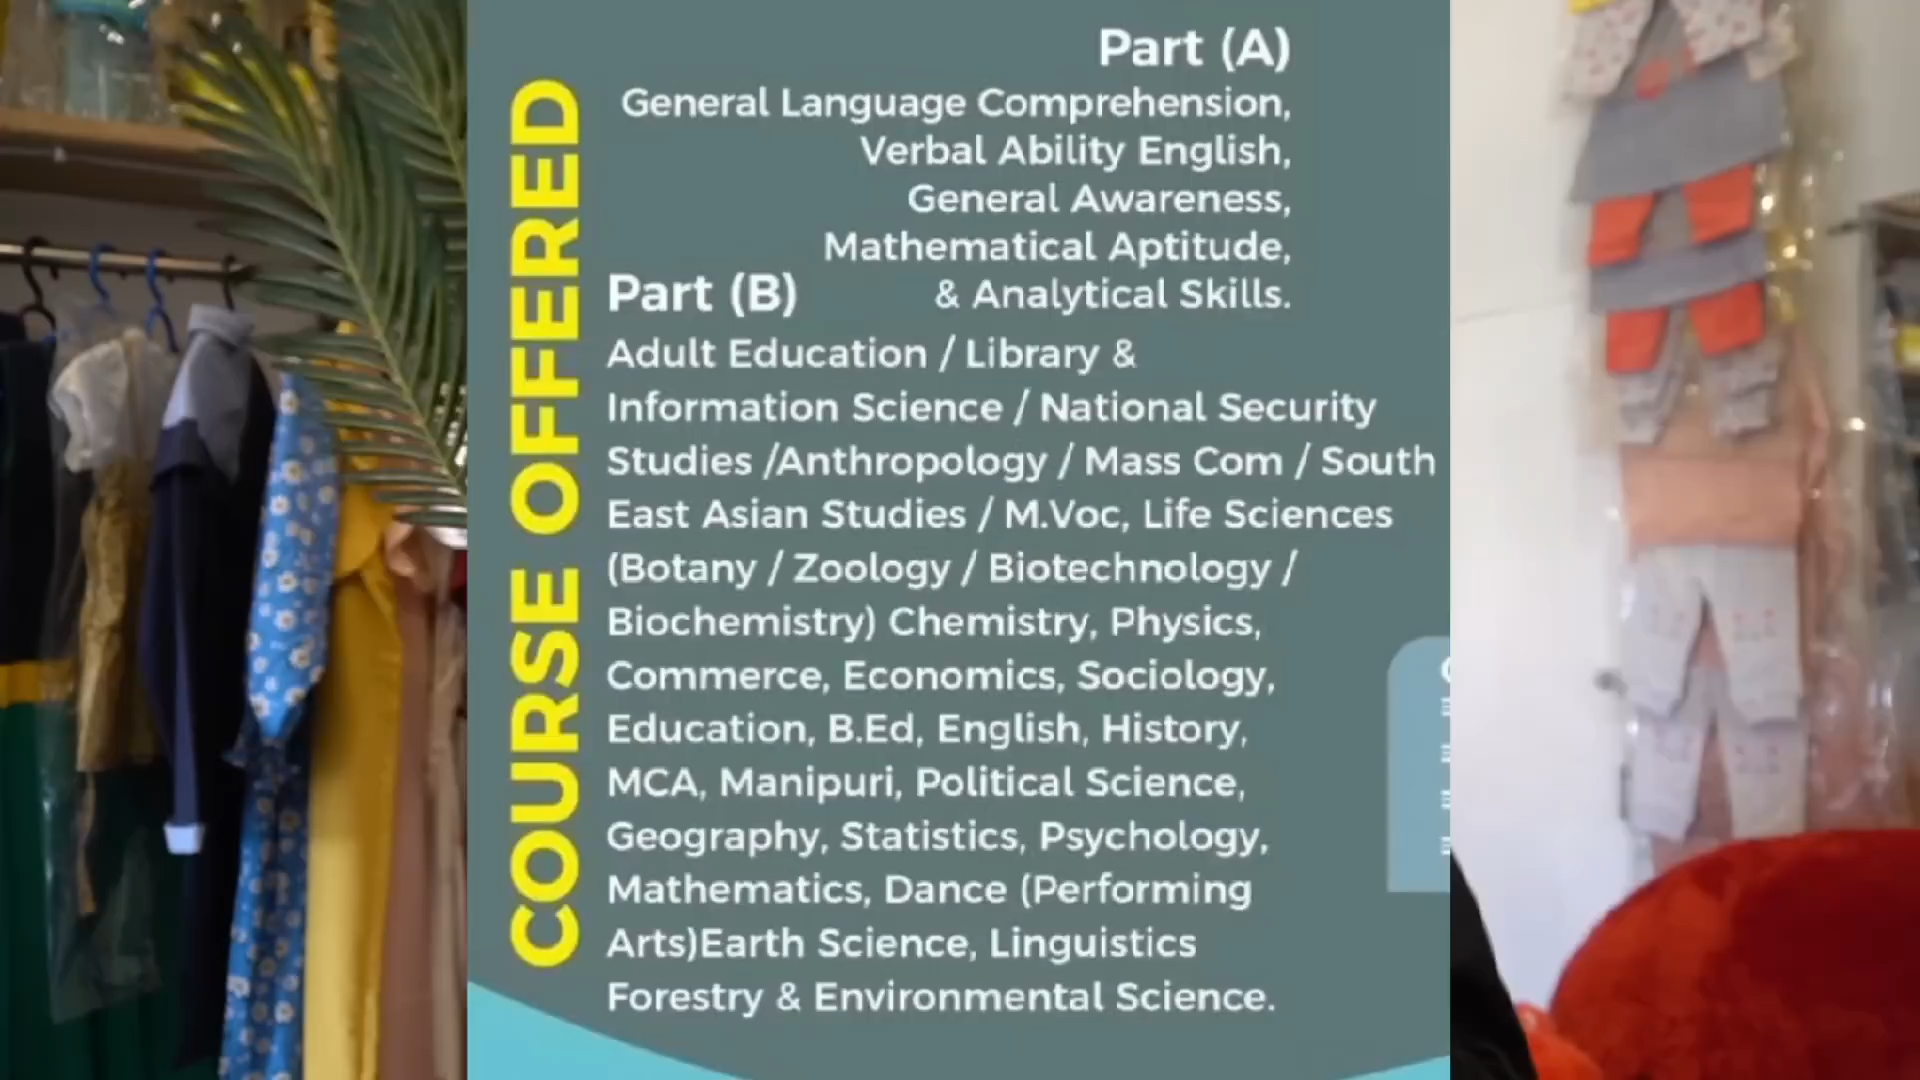 COURSE OFFERED
Part (A)
General Language Comprehension,
Verbal Ability English,
General Awareness,
Mathematical Aptitude,
& Analytical Skills.
Part (B)
Adult Education / Library &
Information Science / National Security
Studies /Anthropology / Mass Com / South
East Asian Studies / M.Voc, Life Sciences
(Botany / Zoology / Biotechnology /
Biochemistry) Chemistry, Physics,
Commerce, Economics, Sociology,
Education, B.Ed, English, History,
MCA, Manipuri, Political Science,
Geography, Statistics, Psychology,
Mathematics, Dance (Performing
Arts)Earth Science, Linguistics
Forestry & Environmental Science.